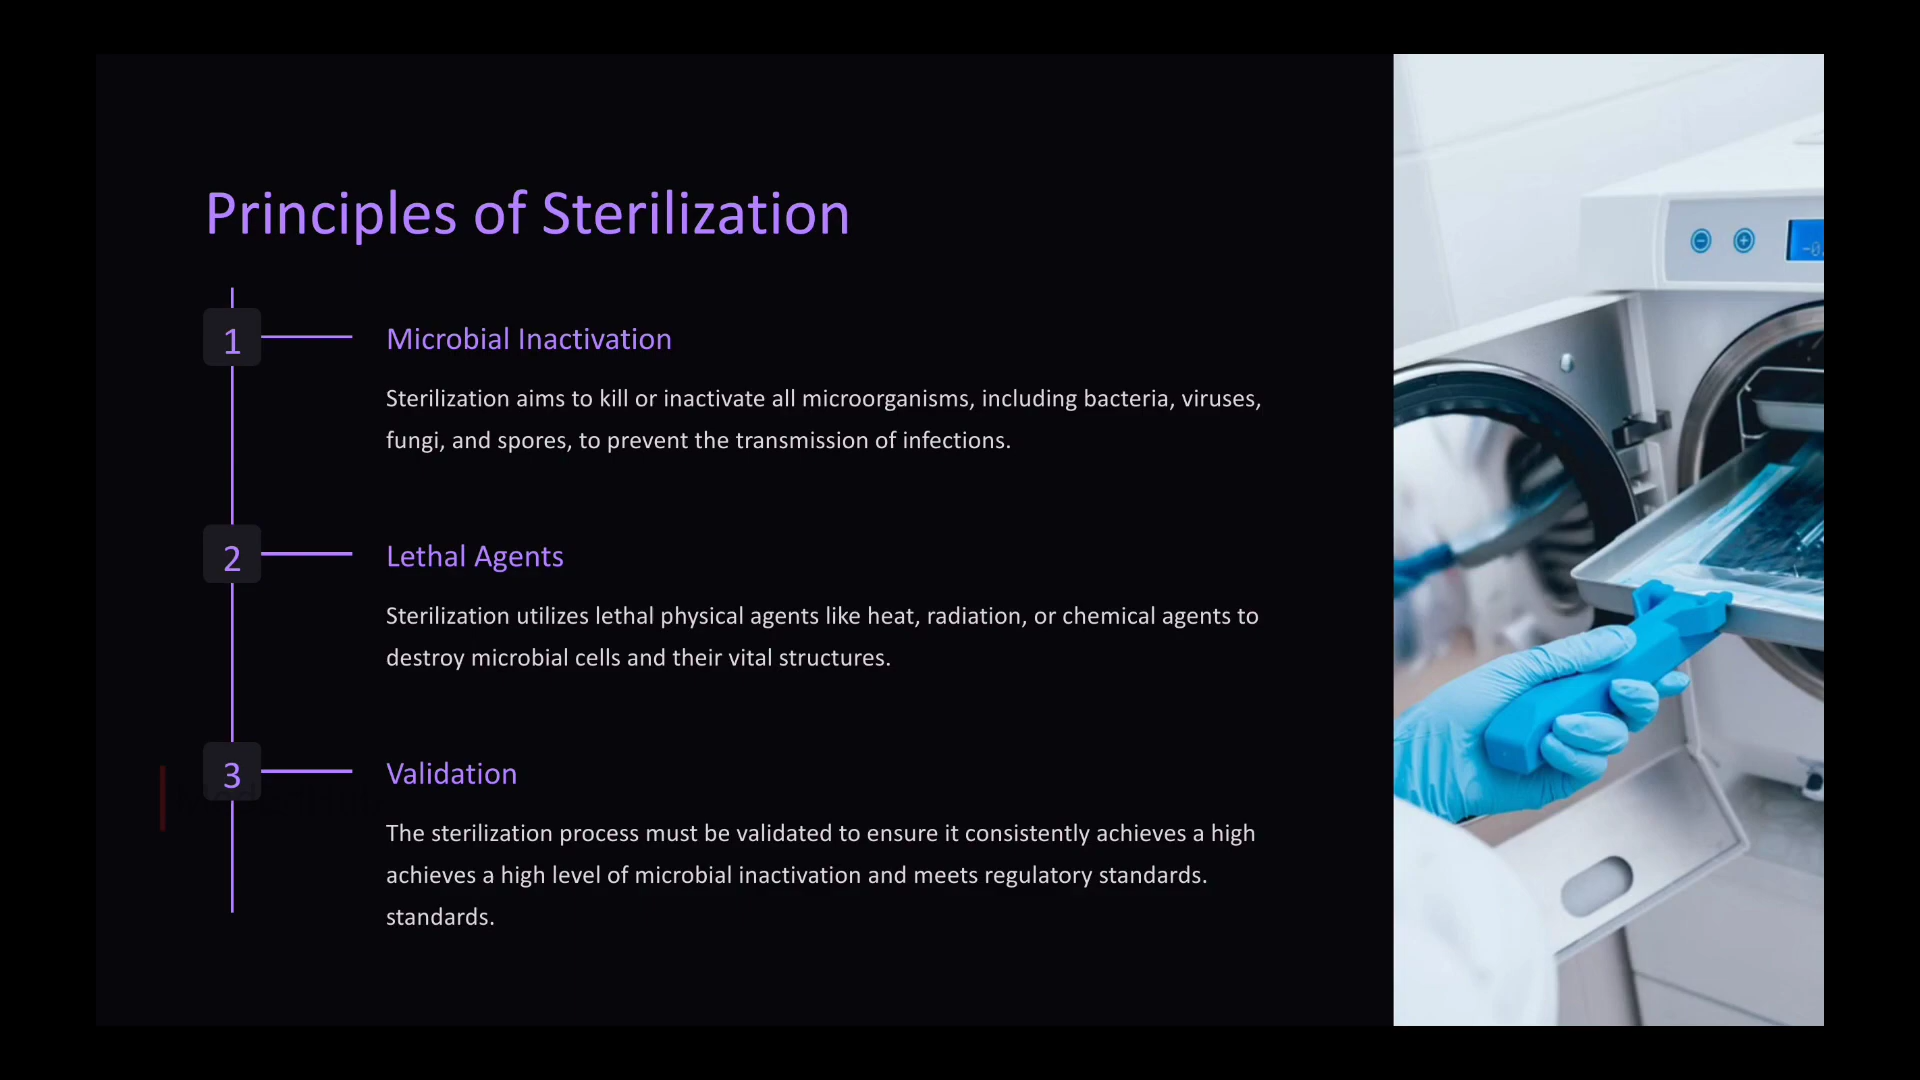 Principles of Sterilization
1
Microbial Inactivation
Sterilization aims to kill or inactivate all microorganisms, including bacteria, viruses,
fungi, and spores, to prevent the transmission of infections.
2
Lethal Agents
Sterilization utilizes lethal physical agents like heat, radiation, or chemical agents to
destroy microbial cells and their vital structures.
3
Validation
The sterilization process must be validated to ensure it consistently achieves a high
achieves a high level of microbial inactivation and meets regulatory standards.
standards.